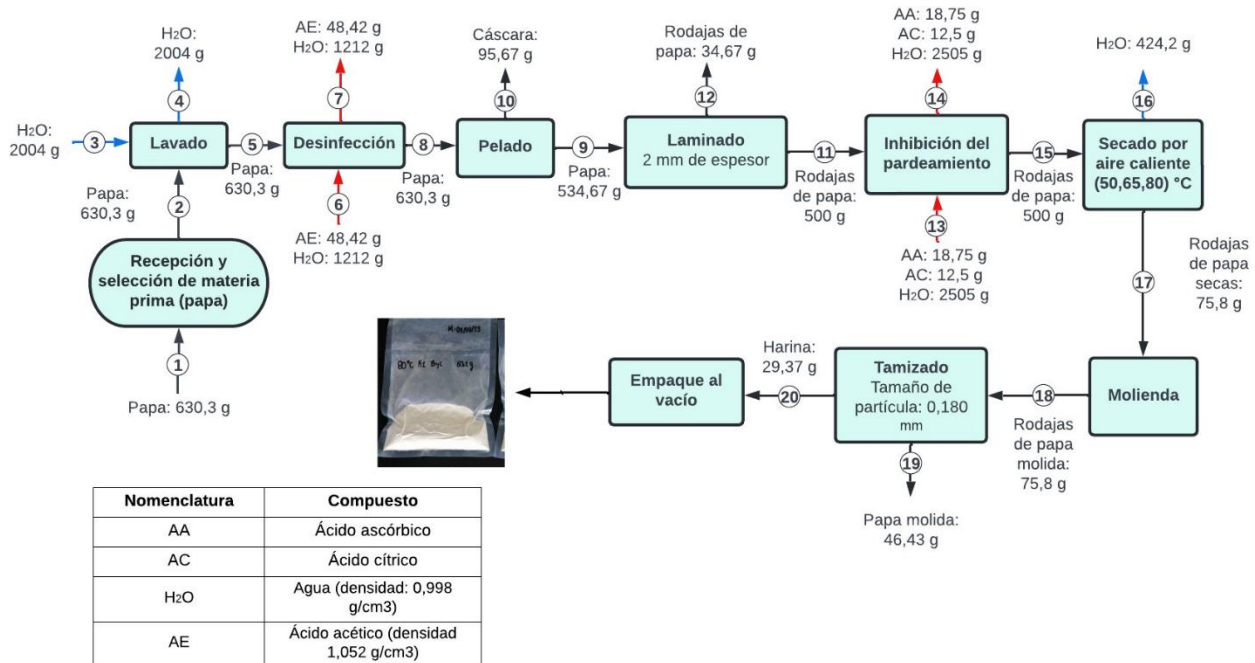 H2O:
2004 g
AE: 48,42 g
H2O: 1212 g
Cáscara:
95,67 g
Rodajas de
papa: 34,67 g
AA: 18,75 g
AC: 12,5 g
H2O: 2505 g
H2O: 424,2 g
4
7
10
12
14
16
H2O:
2004 g
3
Lavado
5
Papa:
630,3 g
Desinfección
8
Papa:
630,3 g
Pelado
9
Papa:
534,67 g
Laminado
2 mm de espesor
11
Rodajas
de papa:
500 g
Inhibición del
pardeamiento
15
Rodajas
de papa:
500 g
Secado por
aire caliente
(50,65,80) °C
Papa:
630,3 g
2
6
AE: 48,42 g
H2O: 1212 g
13
AA: 18,75 g
AC: 12,5 g
H2O: 2505 g
Recepción y
selección de materia
prima (papa)
1
Papa: 630,3 g
17
Rodajas
de papa
secas:
75,8 g
Empaque al
vacío
Harina:
29,37 g
20
Tamizado
Tamaño de
partícula: 0,180
mm
18
Rodajas
de papa
molida:
75,8 g
Molienda
19
Papa molida:
46,43 g
80°C
Nomenclatura Compuesto
AA Ácido ascórbico
AC Ácido cítrico
H2O Agua (densidad: 0,998
g/cm3)
AE Ácido acético (densidad
1,052 g/cm3)